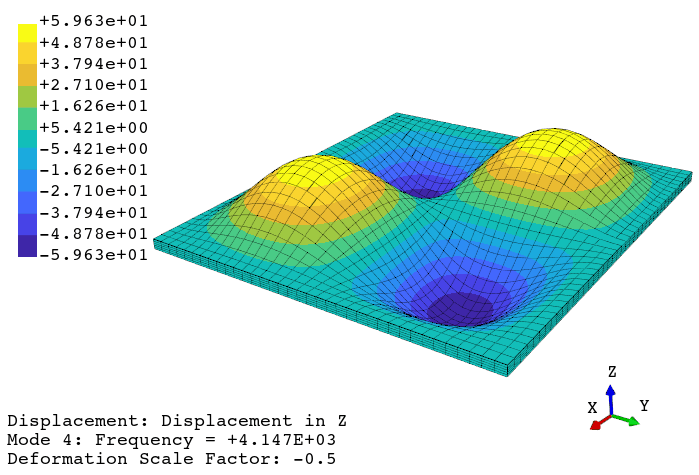 +5.963e+01
+4.878e+01
+3.794e+01
+2.710e+01
+1.626e+01
+5.421e+00
-5.421e+00
-1.626e+01
-2.710e+01
-3.794e+01
-4.878e+01
-5.963e+01
Z
X
Y
Displacement: Displacement in Z
Mode 4: Frequency = +4.147E+03
Deformation Scale Factor: -0.5